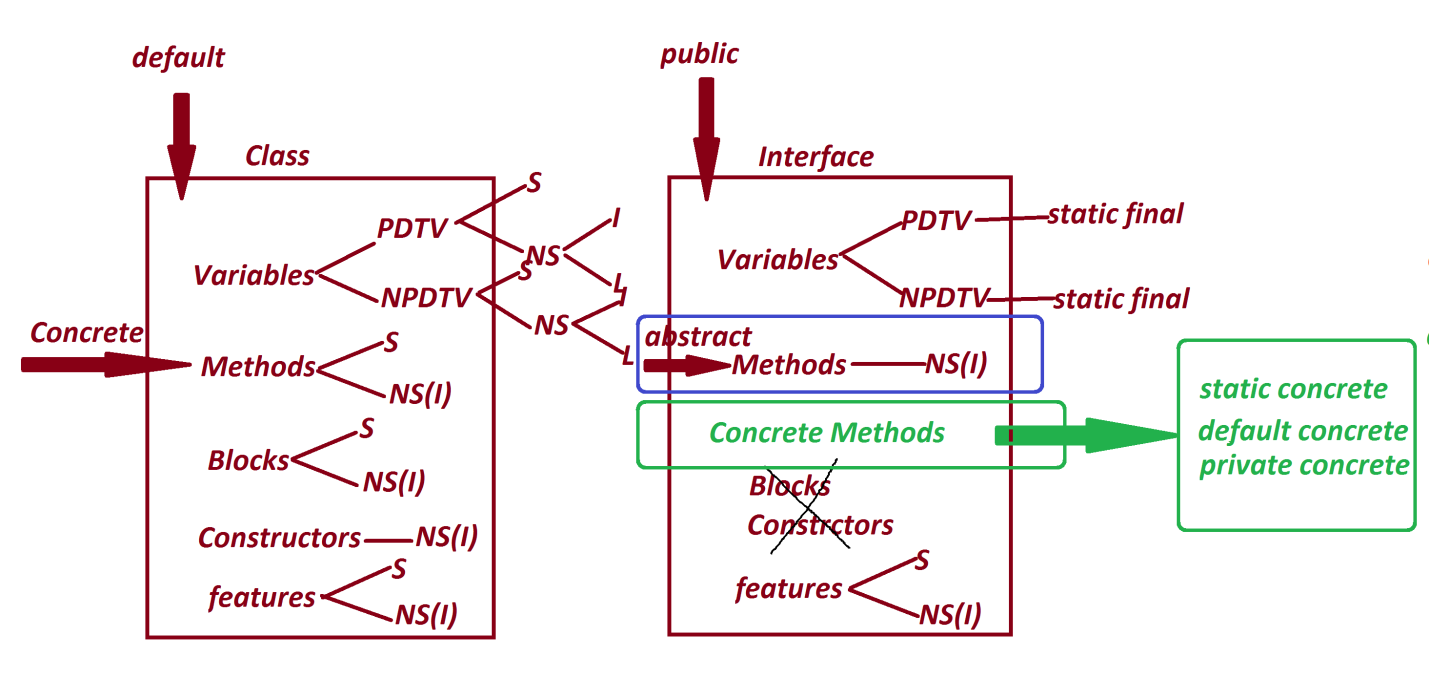 default
Class
Concrete
Variables
PDTV
S
NS
I
L
NPDTV
S
NS
I
L
Methods
S
NS(I)
Blocks
S
NS(I)
Constructors
NS(I)
features
S
NS(I)
public
Interface
Variables
PDTV
static final
NPDTV
static final
abstract
Methods
NS(I)
Concrete Methods
static concrete
default concrete
private concrete
Blocks
Constrctors
features
S
NS(I)